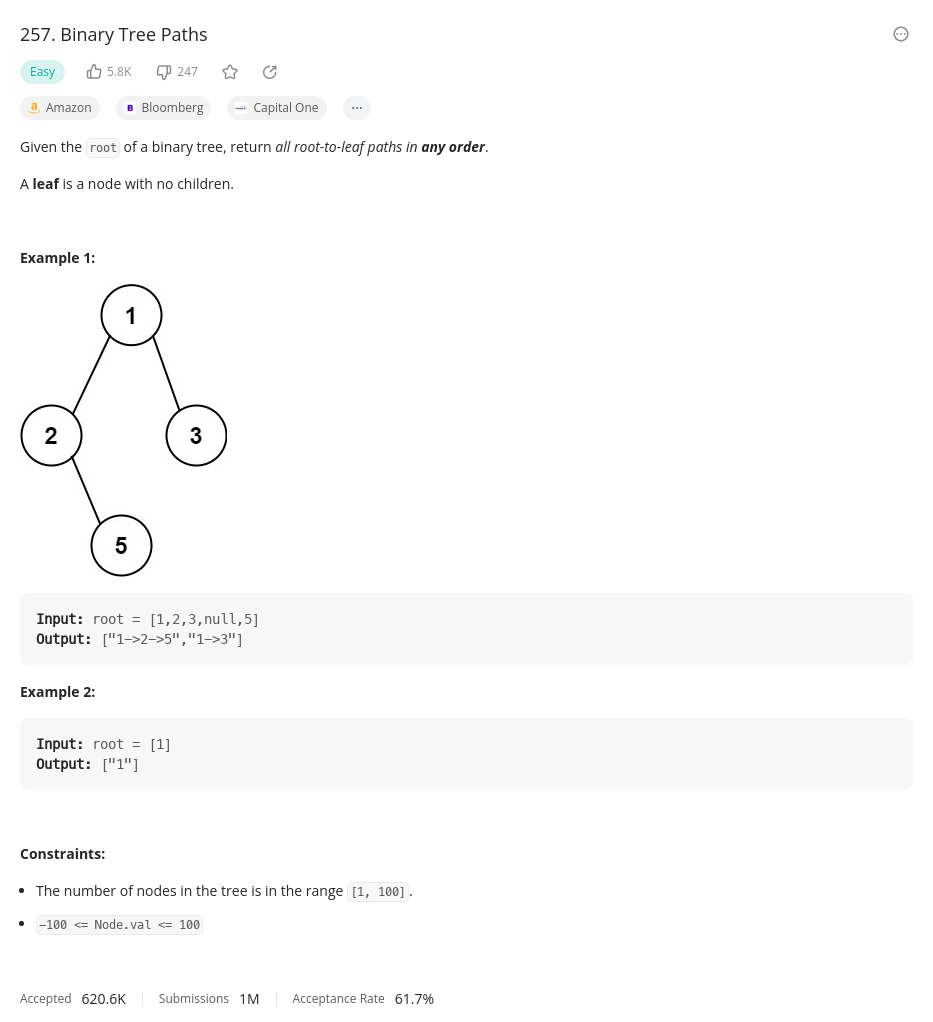 257. Binary Tree Paths
Easy 5.8K 247
Amazon B Bloomberg Capital One ...
Given the root of a binary tree, return all root-to-leaf paths in any order.
A leaf is a node with no children.
Example 1:
1
2 3
5
Input: root = [1,2,3,null,5]
Output: ["1->2->5","1->3"]
Example 2:
Input: root = [1]
Output: ["1"]
Constraints:
• The number of nodes in the tree is in the range [1, 100].
• -100 <= Node.val <= 100
Accepted 620.6K Submissions 1M Acceptance Rate 61.7%